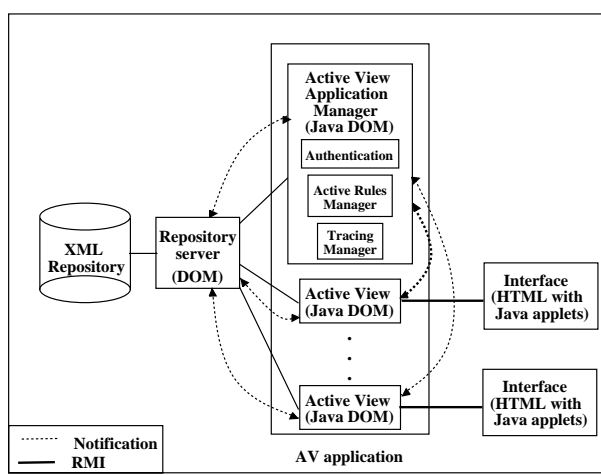 Active View
Application
Manager
(Java DOM)
Authentication
Active Rules
Manager
Tracing
Manager
XML
Repository
Repository
server
(DOM)
Active View
(Java DOM)
Interface
(HTML with
Java applets)
Active View
(Java DOM)
Interface
(HTML with
Java applets)
Notification
RMI
AV application